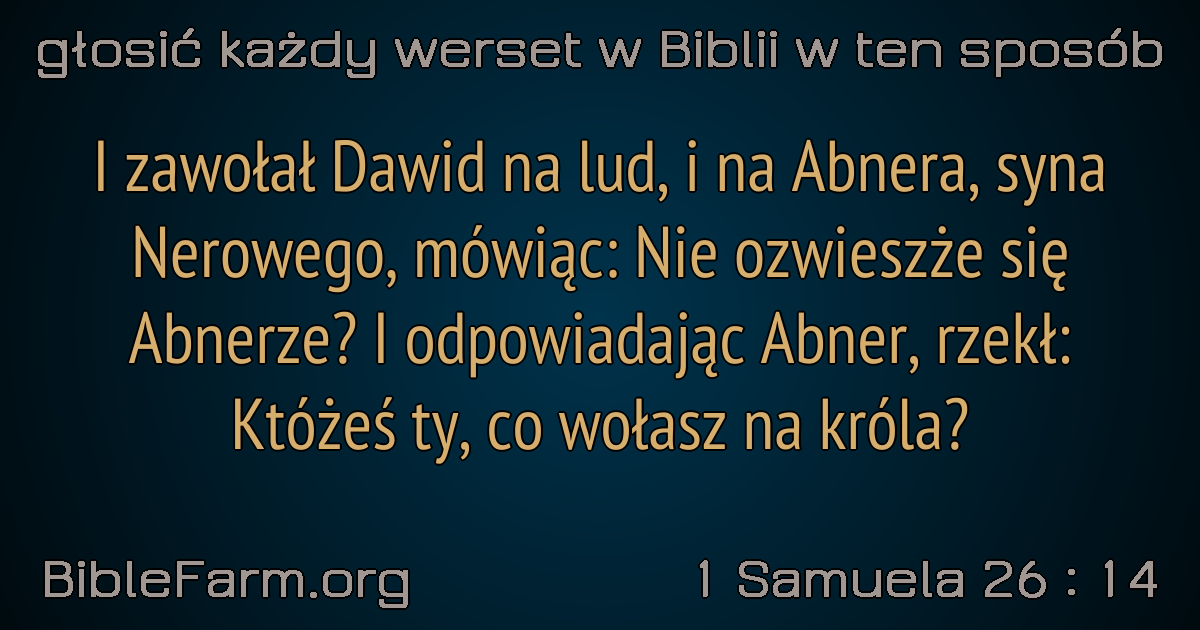 głosić każdy werset w Biblii w ten sposób
I zawołał Dawid na lud, i na Abnera, syna
Nerowego, mówiąc: Nie ozwieszże się
Abnerze? I odpowiadając Abner, rzekł:
Któżeś ty, co wołasz na króla?
BibleFarm.org
1 Samuela 26 : 14